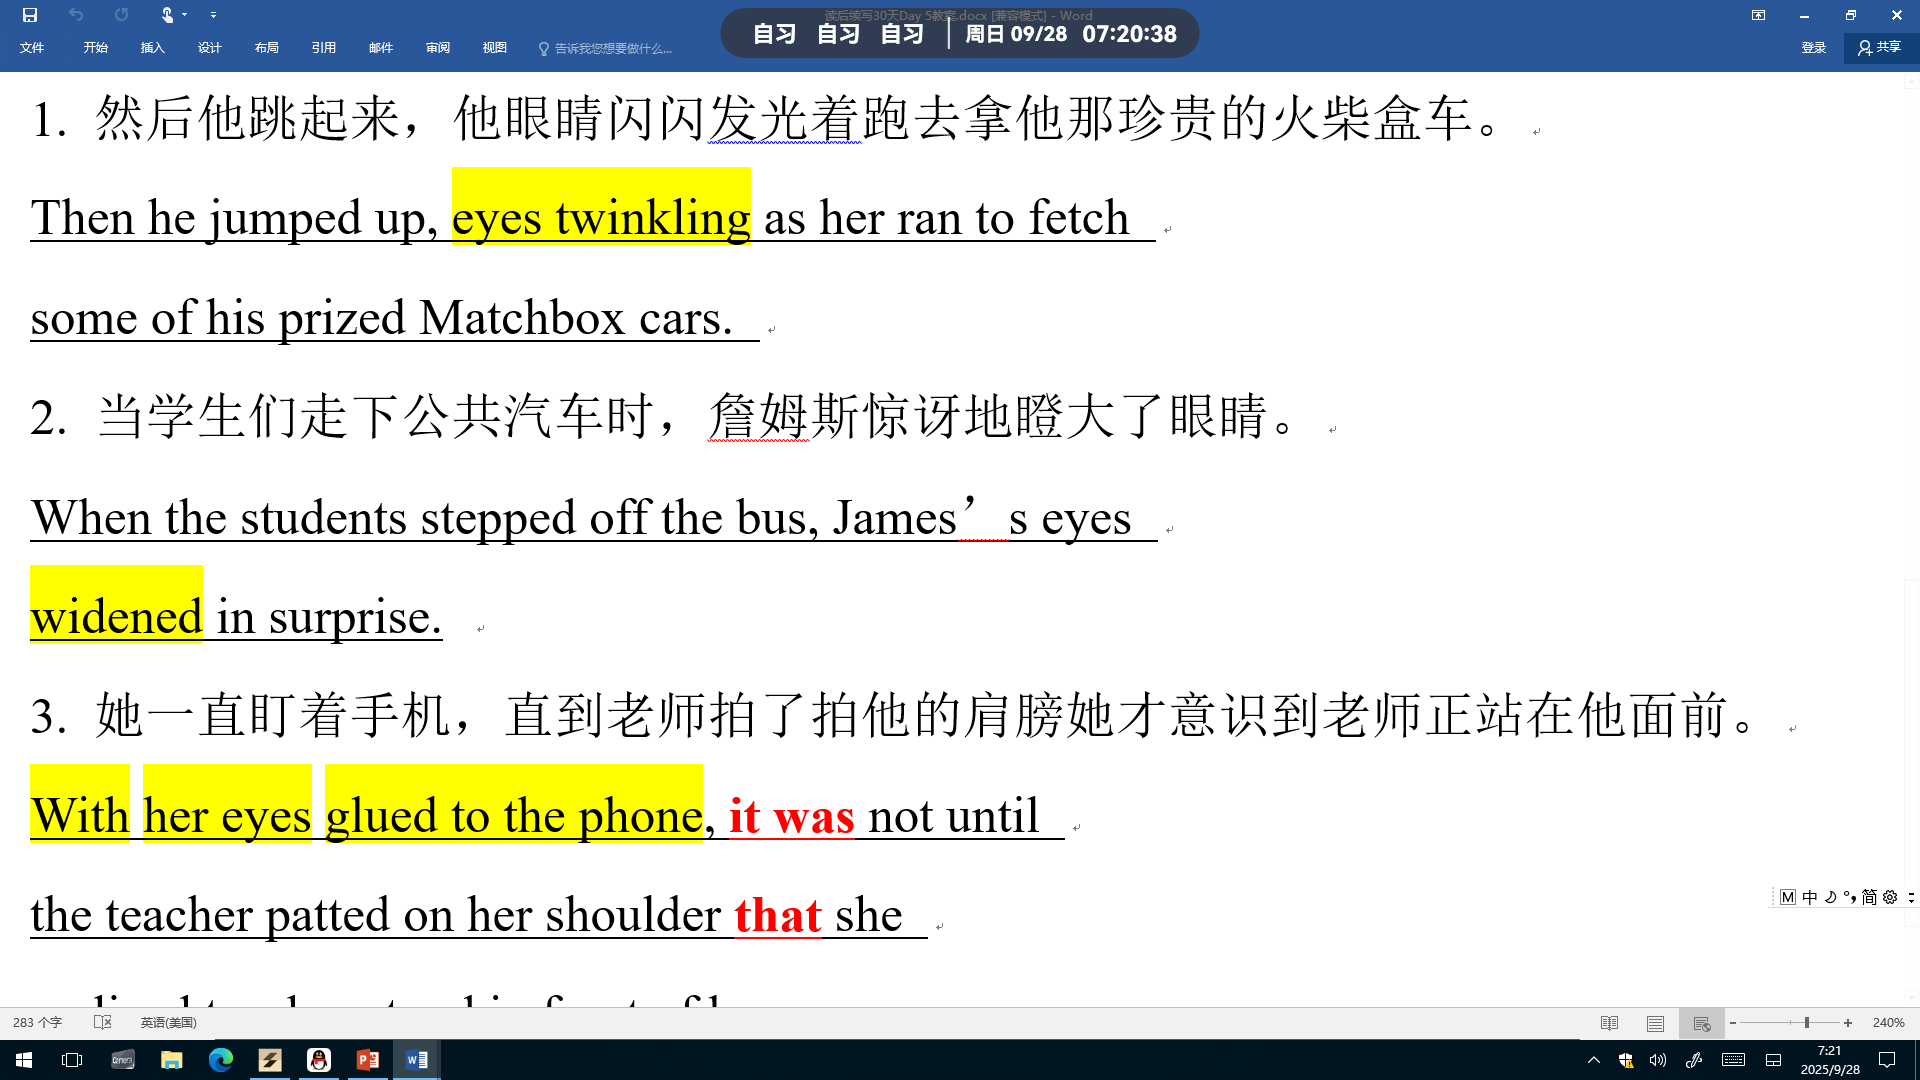 读后续写30天Day 5教案.docx [兼容模式] - Word
自习 自习 自习 周日 09/28 07:20:38
文件 开始 插入 设计 布局 引用 邮件 审阅 视图 告诉我您想要做什么... 登录 共享
1. 然后他跳起来，他眼睛闪闪发光着跑去拿他那珍贵的火柴盒车。
Then he jumped up, eyes twinkling as her ran to fetch
some of his prized Matchbox cars.
2. 当学生们走下公共汽车时，詹姆斯惊讶地瞪大了眼睛。
When the students stepped off the bus, James’s eyes
widened in surprise.
3. 她一直盯着手机，直到老师拍了拍他的肩膀她才意识到老师正站在他面前。
With her eyes glued to the phone, it was not until
the teacher patted on her shoulder that she
M 中 简
283 个字 英语(美国) 240%
7:21
2025/9/28